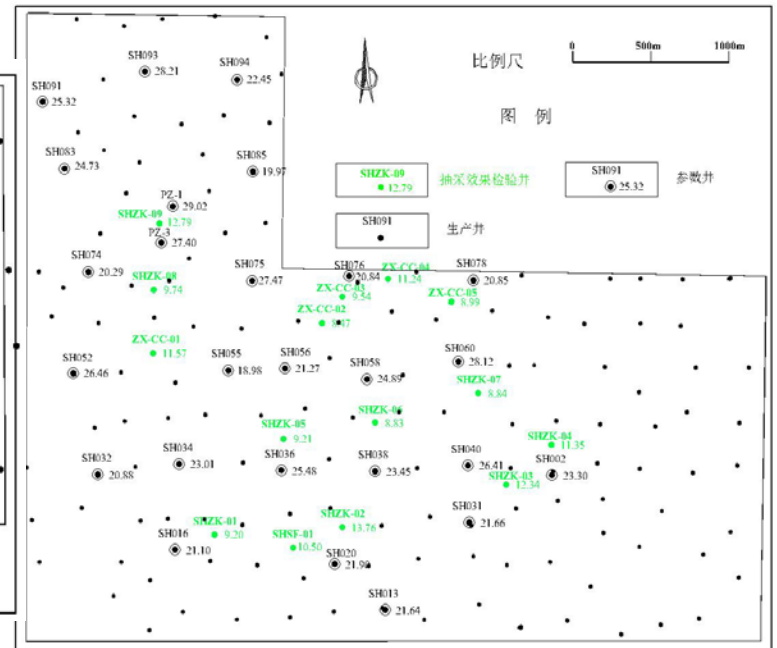 比例尺
0 500m 1000m
图 例
SHZK-09
12.79
抽采效果检验井
SH091
25.32
参数井
SH091
生产井
SH093
28.21
SH094
22.45
SH091
25.32
SH083
24.73
SH085
19.97
PZ-1
29.02
SHZK-09
12.79
PZ-3
27.40
SH074
20.29
SHZK-08
9.74
SH075
27.47
SH076
20.84
ZX-CC-04
11.24
SH078
20.85
ZX-CC-03
9.54
ZX-CC-05
8.99
ZX-CC-02
ZX-CC-01
11.57
SH052
26.46
SH055
18.98
SH056
21.27
SH058
24.89
SH060
28.12
SHZK-07
8.84
SHZK-06
8.83
SHZK-05
9.21
SHZK-04
11.35
SH032
20.88
SH034
23.01
SH036
25.48
SH038
23.45
SH040
26.41
SH002
23.30
SHZK-03
12.34
SH031
21.66
SHZK-01
9.20
SHZK-02
13.76
SHSF-01
10.50
SH016
21.10
SH020
SH013
21.64